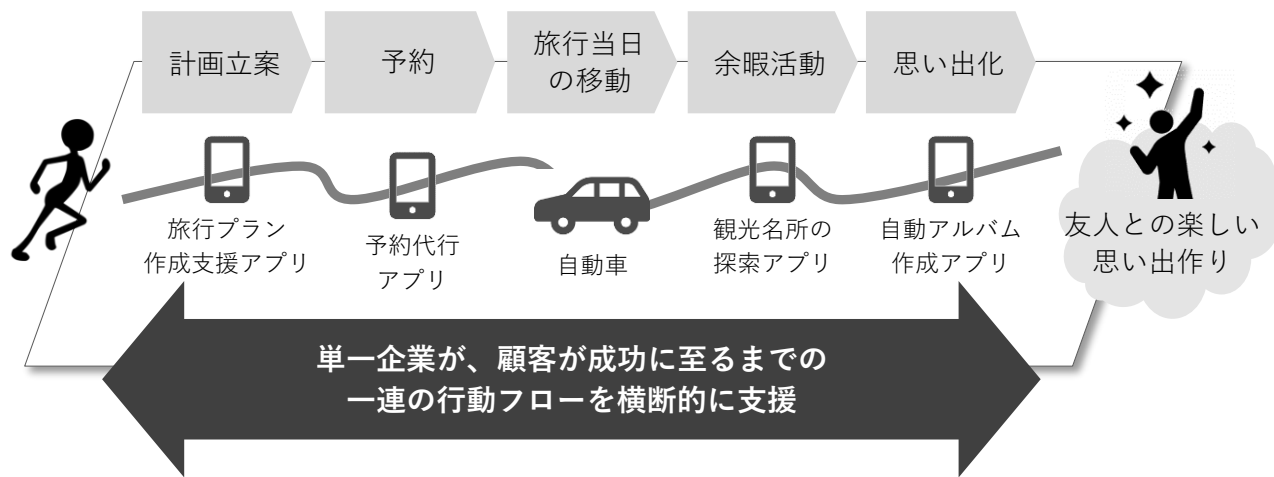 計画立案
予約
旅行当日
の移動
余暇活動
思い出化
旅行プラン
作成支援アプリ
予約代行
アプリ
自動車
観光名所の
探索アプリ
自動アルバム
作成アプリ
友人との楽しい
思い出作り
単一企業が、顧客が成功に至るまでの
一連の行動フローを横断的に支援